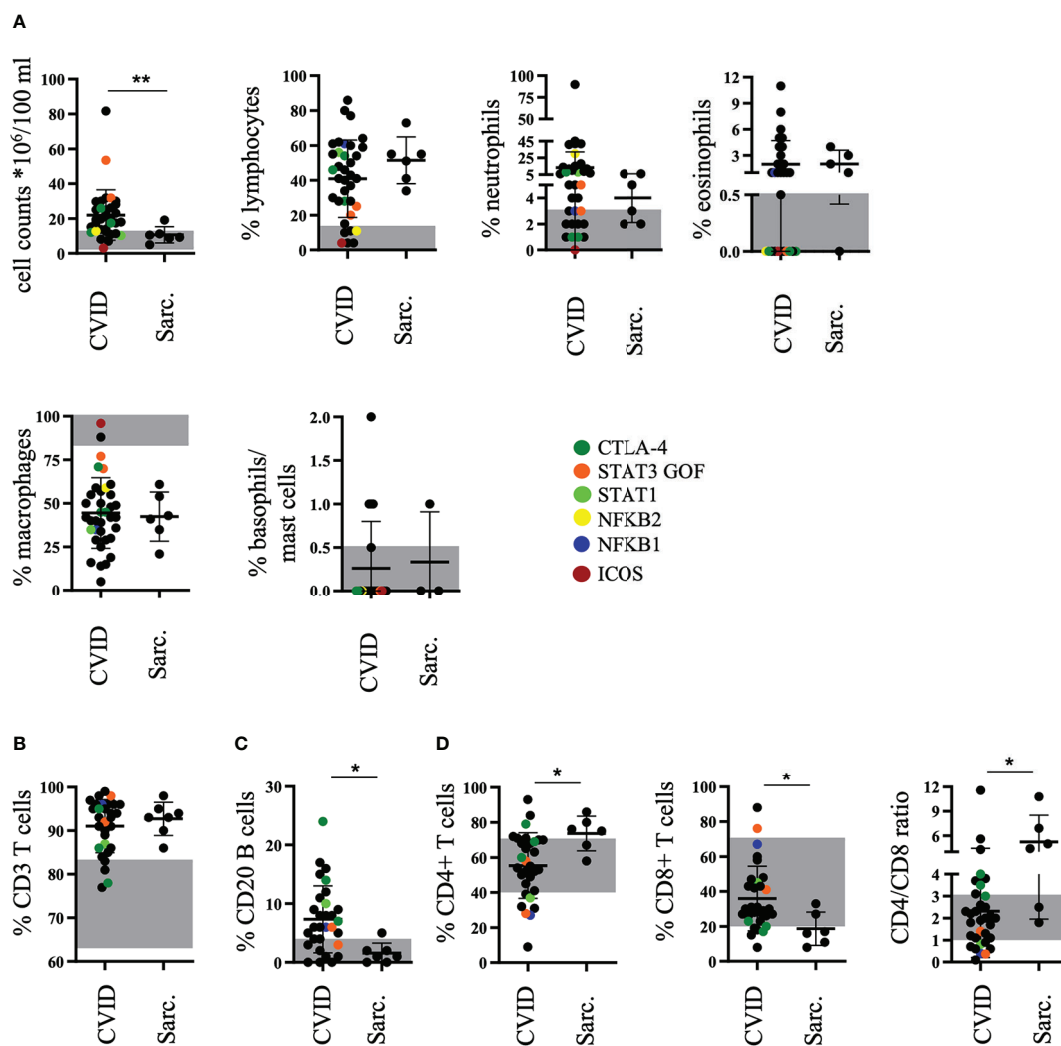 A
cell counts *10⁶/100 ml
100
80
60
40
20
0
**
CVID
Sarc.
% lymphocytes
100
80
60
40
20
0
CVID
Sarc.
% neutrophils
100
75
50
45
25
5
4
2
0
CVID
Sarc.
% eosinophils
12
9
6
3
0.5
0.0
CVID
Sarc.
% macrophages
100
75
50
25
0
CVID
Sarc.
% basophils/
mast cells
2.0
1.5
1.0
0.5
0.0
CVID
Sarc.
CTLA-4
STAT3 GOF
STAT1
NFKB2
NFKB1
ICOS
B
% CD3 T cells
100
90
80
70
60
CVID
Sarc.
C
% CD20 B cells
30
20
10
0
*
CVID
Sarc.
D
% CD4+ T cells
100
80
60
40
20
0
*
CVID
Sarc.
% CD8+ T cells
100
80
60
40
20
0
*
CVID
Sarc.
CD4/CD8 ratio
12
9
6
4
3
2
1
0
*
CVID
Sarc.